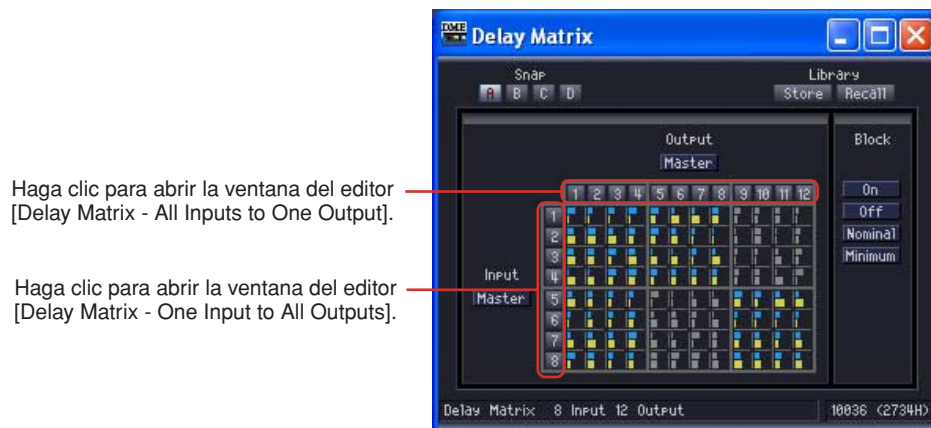 DME Delay Matrix
Snap
Library
A B C D
Store Recall
Output
Block
Master
Haga clic para abrir la ventana del editor
[Delay Matrix - All Inputs to One Output].
1 2 3 4 5 6 7 8 9 10 11 12
On
Off
Nominal
Minimum
1
2
3
4
5
6
7
8
Input
Master
Haga clic para abrir la ventana del editor
[Delay Matrix - One Input to All Outputs].
Delay Matrix 8 Input 12 Output
10036 (2734H)